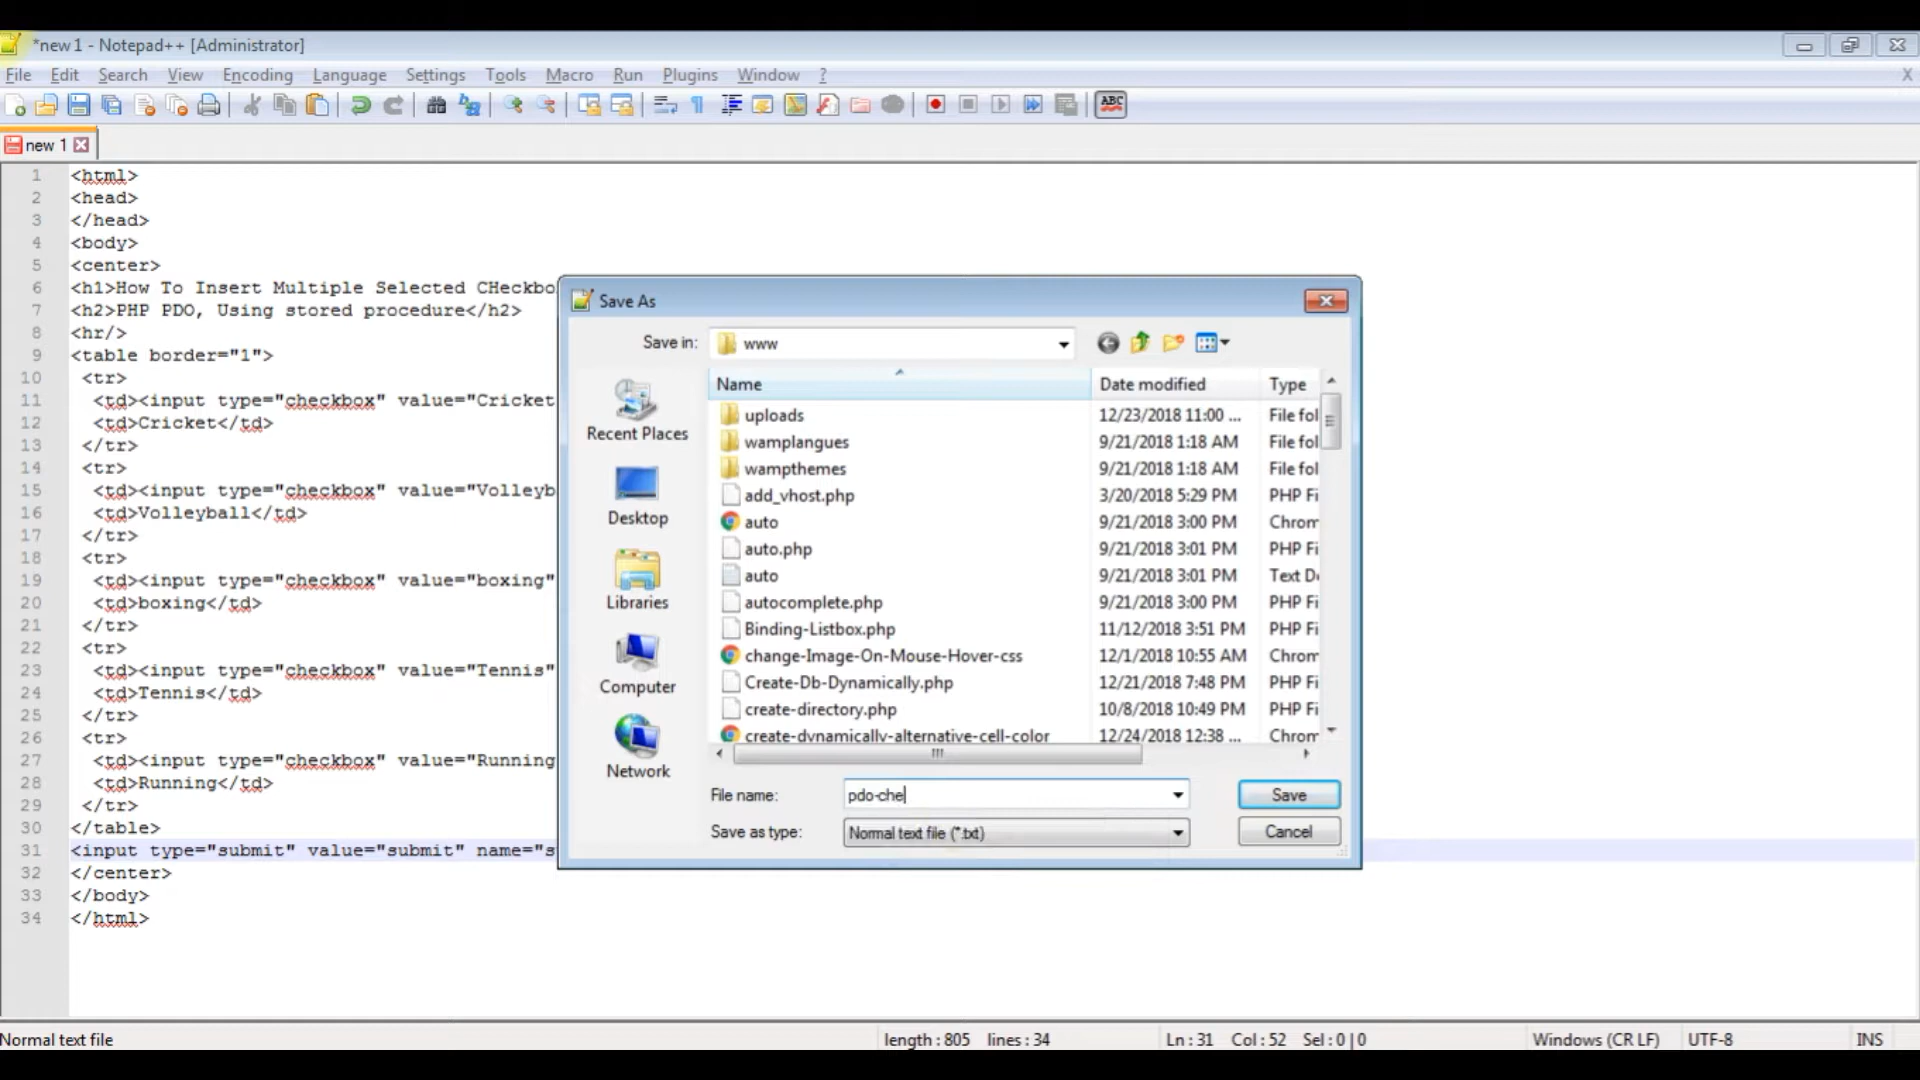 *new 1 - Notepad++ [Administrator]
File Edit Search View Encoding Language Settings Tools Macro Run Plugins Window ? X
ABC
new 1
1 <html>
2 <head>
3 </head>
4 <body>
5 <center>
6 <h1>How To Insert Multiple Selected CHeckbo
7 <h2>PHP PDO, Using stored procedure</h2>
8 <hr/>
9 <table border="1">
10 <tr>
11 <td><input type="checkbox" value="Cricket
12 <td>Cricket</td>
13 </tr>
14 <tr>
15 <td><input type="checkbox" value="Volleyb
16 <td>Volleyball</td>
17 </tr>
18 <tr>
19 <td><input type="checkbox" value="boxing"
20 <td>boxing</td>
21 </tr>
22 <tr>
23 <td><input type="checkbox" value="Tennis"
24 <td>Tennis</td>
25 </tr>
26 <tr>
27 <td><input type="checkbox" value="Running
28 <td>Running</td>
29 </tr>
30 </table>
31 <input type="submit" value="submit" name="s
32 </center>
33 </body>
34 </html>
Save As
Save in: www
Recent Places
Desktop
Libraries
Computer
Network
Name Date modified Type
uploads 12/23/2018 11:00 ... File fol
wamplangues 9/21/2018 1:18 AM File fol
wampthemes 9/21/2018 1:18 AM File fol
add_vhost.php 3/20/2018 5:29 PM PHP Fi
auto 9/21/2018 3:00 PM Chrom
auto.php 9/21/2018 3:01 PM PHP Fi
auto 9/21/2018 3:01 PM Text D
autocomplete.php 9/21/2018 3:00 PM PHP Fi
Binding-Listbox.php 11/12/2018 3:51 PM PHP Fi
change-Image-On-Mouse-Hover-css 12/1/2018 10:55 AM Chrom
Create-Db-Dynamically.php 12/21/2018 7:48 PM PHP Fi
create-directory.php 10/8/2018 10:49 PM PHP Fi
create-dynamically-alternative-cell-color 12/24/2018 12:38 ... Chrom
File name: pdo-che
Save
Save as type: Normal text file (*.txt)
Cancel
Normal text file length : 805 lines : 34 Ln : 31 Col : 52 Sel : 0 | 0 Windows (CR LF) UTF-8 INS